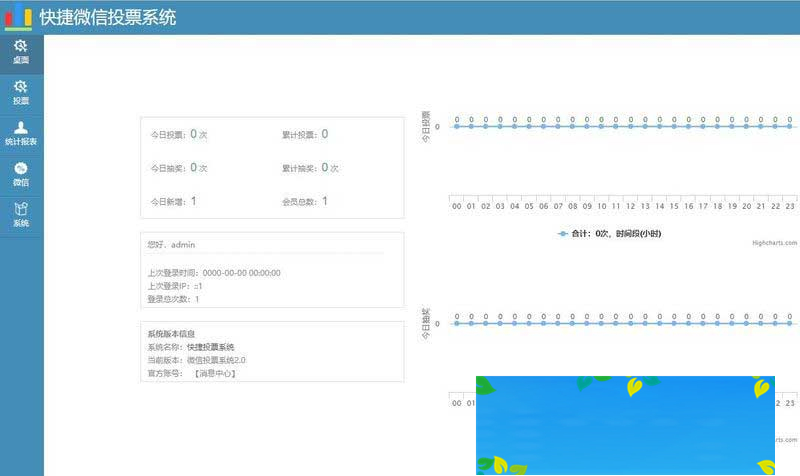 快捷微信投票系统
桌面
投票
统计报表
微信
系统
今日投票：0 次 累计投票：0
今日抽奖：0 次 累计抽奖：0 次
今日新增：1 会员总数：1
您好，admin
上次登录时间：0000-00-00 00:00:00
上次登录IP：::1
登录总次数：1
系统版本信息
系统名称：快捷投票系统
当前版本：微信投票系统2.0
官方账号： 【消息中心】
今日投票
0 0 0 0 0 0 0 0 0 0 0 0 0 0 0 0 0 0 0 0 0 0 0 0
0
00 01 02 03 04 05 06 07 08 09 10 11 12 13 14 15 16 17 18 19 20 21 22 23
合计：0次，时间段(小时)
Highcharts.com
今日抽奖
0 0 0 0 0 0 0 0 0 0 0 0 0 0 0 0 0 0 0 0 0 0 0 0
0
00 01 2 23
ts.com